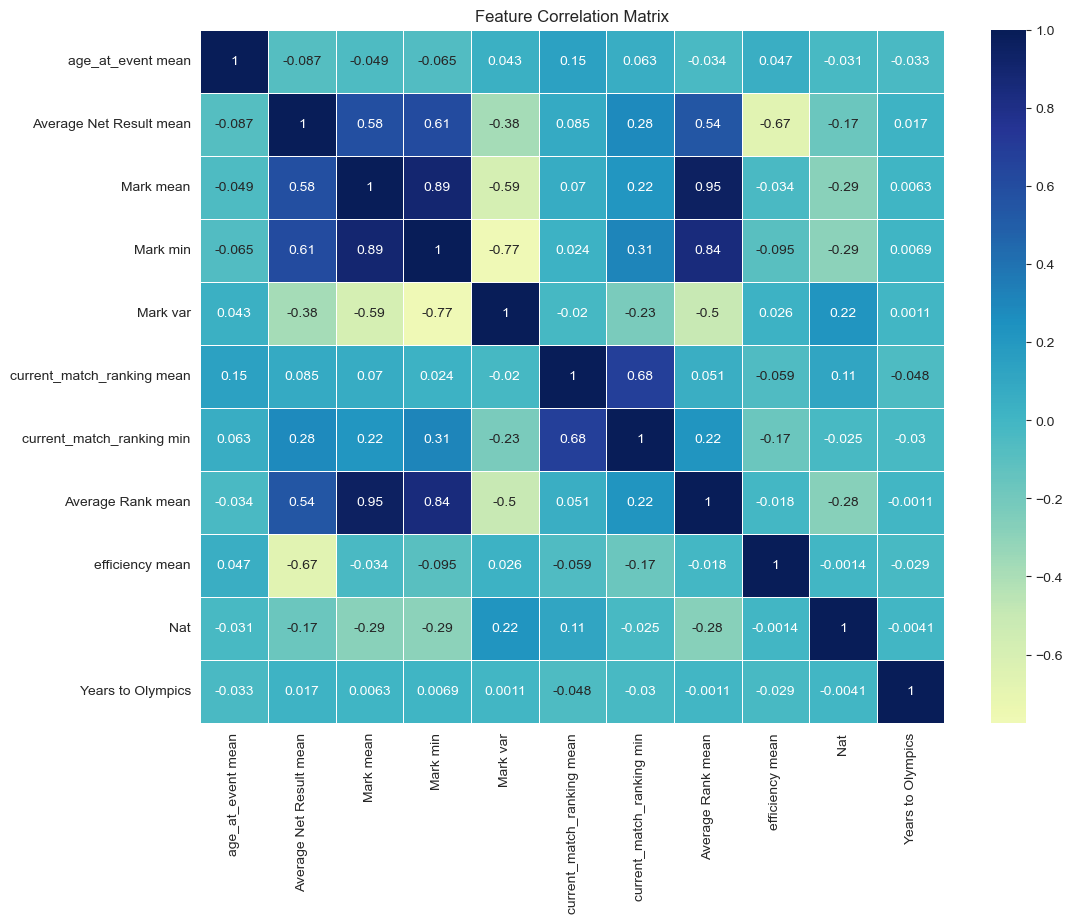 Feature Correlation Matrix
age_at_event mean 1 -0.087 -0.049 -0.065 0.043 0.15 0.063 -0.034 0.047 -0.031 -0.033
Average Net Result mean -0.087 1 0.58 0.61 -0.38 0.085 0.28 0.54 -0.67 -0.17 0.017
Mark mean -0.049 0.58 1 0.89 -0.59 0.07 0.22 0.95 -0.034 -0.29 0.0063
Mark min -0.065 0.61 0.89 1 -0.77 0.024 0.31 0.84 -0.095 -0.29 0.0069
Mark var 0.043 -0.38 -0.59 -0.77 1 -0.02 -0.23 -0.5 0.026 0.22 0.0011
current_match_ranking mean 0.15 0.085 0.07 0.024 -0.02 1 0.68 0.051 -0.059 0.11 -0.048
current_match_ranking min 0.063 0.28 0.22 0.31 -0.23 0.68 1 0.22 -0.17 -0.025 -0.03
Average Rank mean -0.034 0.54 0.95 0.84 -0.5 0.051 0.22 1 -0.018 -0.28 -0.0011
efficiency mean 0.047 -0.67 -0.034 -0.095 0.026 -0.059 -0.17 -0.018 1 -0.0014 -0.029
Nat -0.031 -0.17 -0.29 -0.29 0.22 0.11 -0.025 -0.28 -0.0014 1 -0.0041
Years to Olympics -0.033 0.017 0.0063 0.0069 0.0011 -0.048 -0.03 -0.0011 -0.029 -0.0041 1
age_at_event mean
Average Net Result mean
Mark mean
Mark min
Mark var
current_match_ranking mean
current_match_ranking min
Average Rank mean
efficiency mean
Nat
Years to Olympics
1.0
0.8
0.6
0.4
0.2
0.0
−0.2
−0.4
−0.6